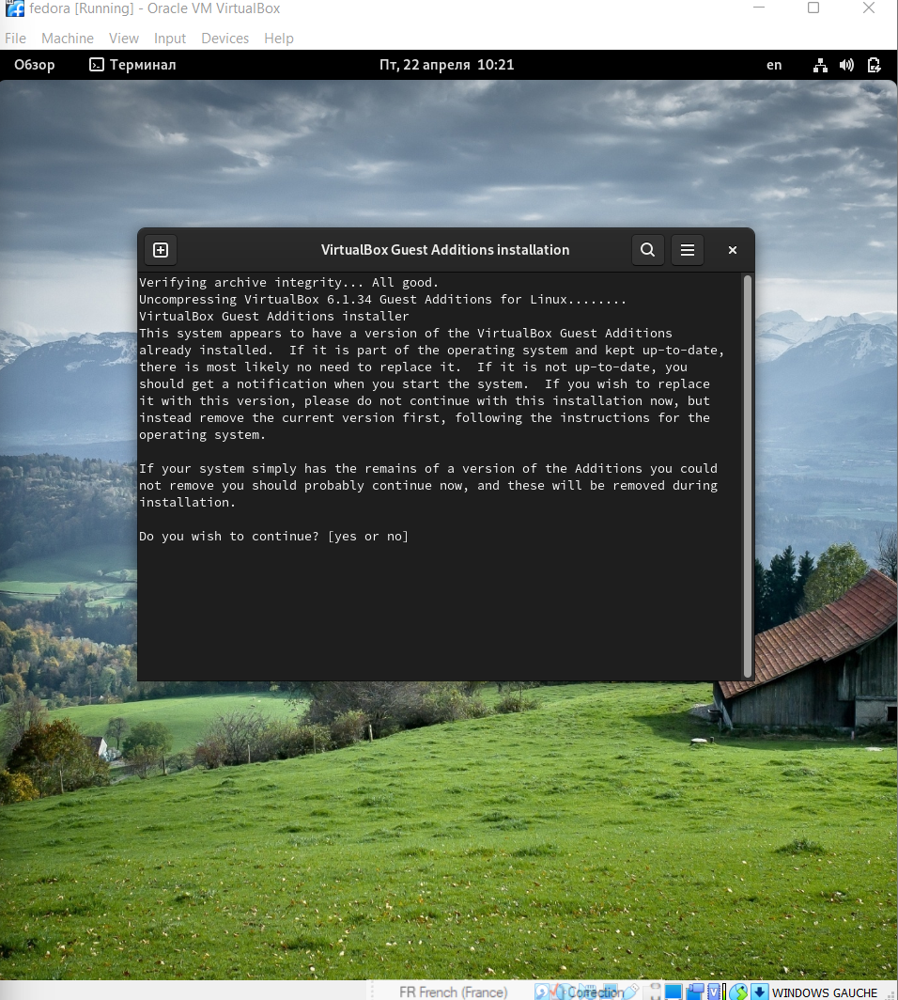 fedora [Running] - Oracle VM VirtualBox
File Machine View Input Devices Help
Обзор Терминал Пт, 22 апреля 10:21 en
VirtualBox Guest Additions installation
Verifying archive integrity... All good.
Uncompressing VirtualBox 6.1.34 Guest Additions for Linux........
VirtualBox Guest Additions installer
This system appears to have a version of the VirtualBox Guest Additions
already installed.  If it is part of the operating system and kept up-to-date,
there is most likely no need to replace it.  If it is not up-to-date, you
should get a notification when you start the system.  If you wish to replace
it with this version, please do not continue with this installation now, but
instead remove the current version first, following the instructions for the
operating system.
If your system simply has the remains of a version of the Additions you could
not remove you should probably continue now, and these will be removed during
installation.
Do you wish to continue? [yes or no]
FR French (France) Correction WINDOWS GAUCHE